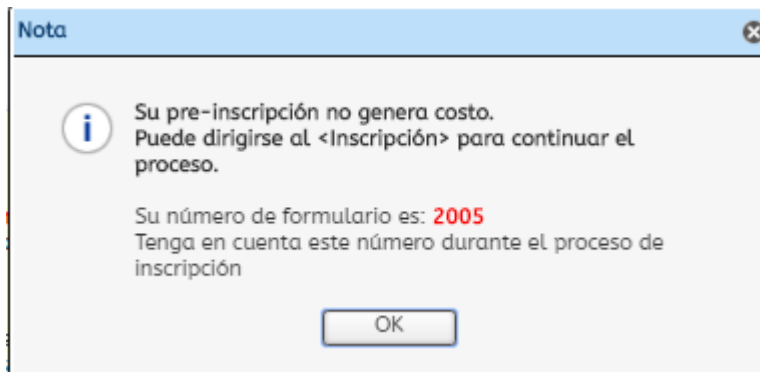 Nota
Su pre-inscripción no genera costo.
Puede dirigirse al <Inscripción> para continuar el
proceso.
Su número de formulario es: 2005
Tenga en cuenta este número durante el proceso de
inscripción
OK